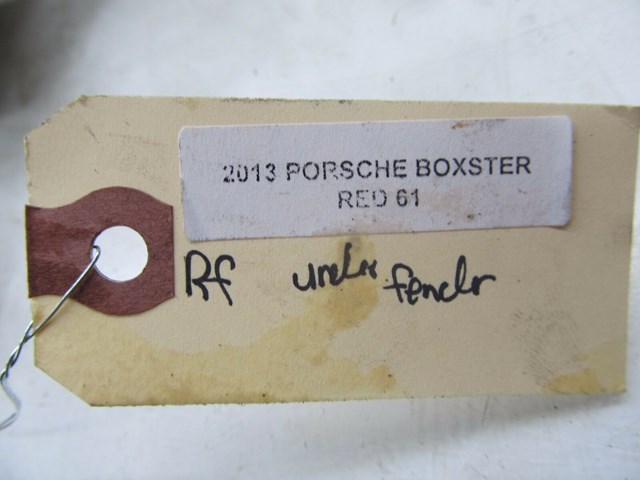 2013 PORSCHE BOXSTER
RED 61
Rf under fender